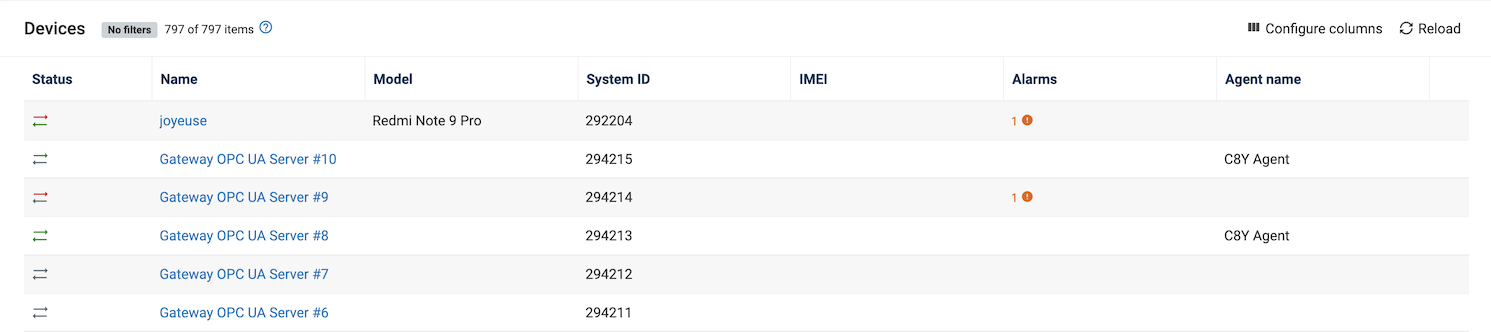 Devices No filters 797 of 797 items ? Configure columns Reload
Status Name Model System ID IMEI Alarms Agent name
joyeuse Redmi Note 9 Pro 292204 1
Gateway OPC UA Server #10 294215 C8Y Agent
Gateway OPC UA Server #9 294214 1
Gateway OPC UA Server #8 294213 C8Y Agent
Gateway OPC UA Server #7 294212
Gateway OPC UA Server #6 294211